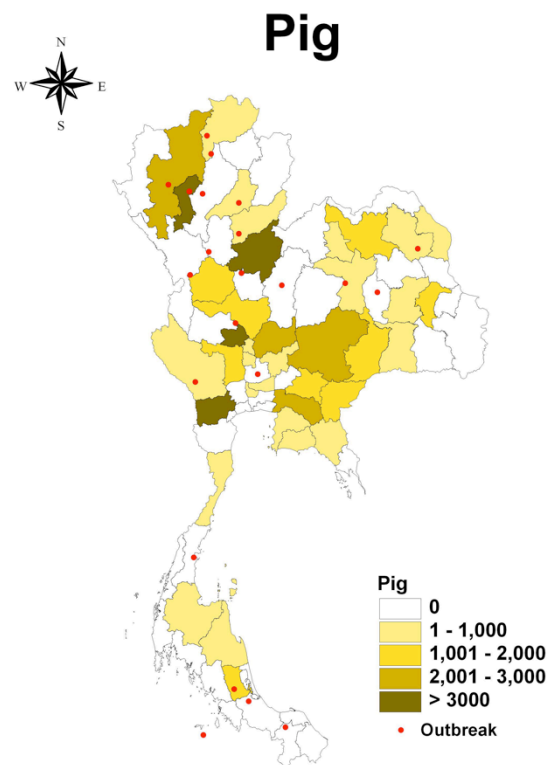 Pig
N
W E
S
Pig
0
1 - 1,000
1,001 - 2,000
2,001 - 3,000
> 3000
Outbreak